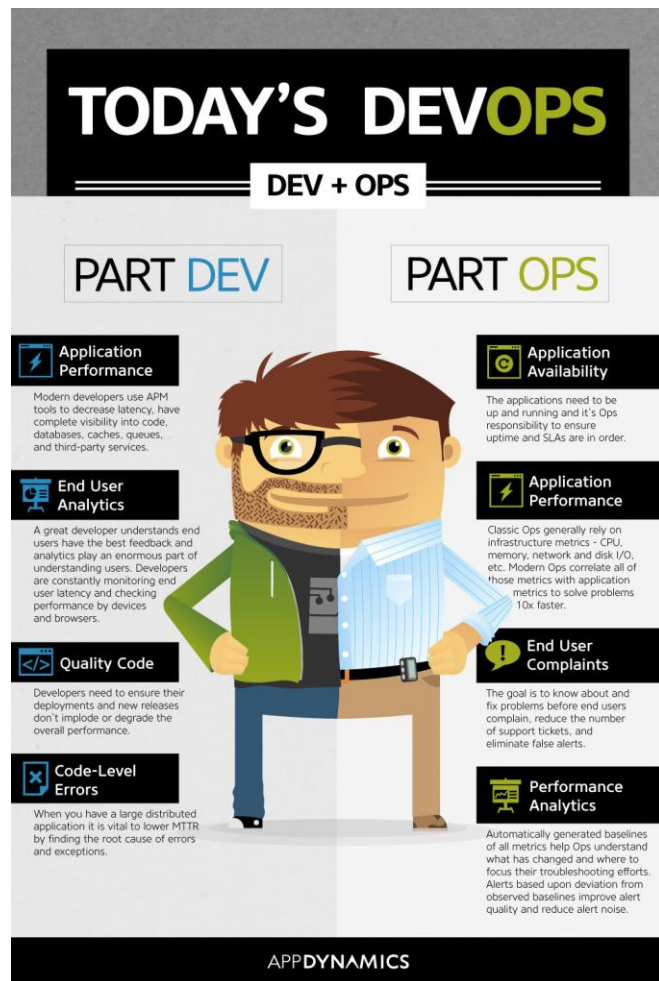 TODAY'S DEVOPS
DEV + OPS
PART DEV
Application
Performance
Modern developers use APM
tools to decrease latency, have
complete visibility into code,
databases, caches, queues,
and third-party services.
End User
Analytics
A great developer understands end
users have the best feedback and
analytics play an enormous part of
understanding users. Developers
are constantly monitoring end
user latency and checking
performance by devices
and browsers.
Quality Code
Developers need to ensure their
deployments and new releases
don't implode or degrade the
overall performance.
Code-Level
Errors
When you have a large distributed
application it is vital to lower MTTR
by finding the root cause of errors
and exceptions.
PART OPS
Application
Availability
The applications need to be
up and running and it's Ops
responsibility to ensure
uptime and SLAs are in order.
Application
Performance
Classic Ops generally rely on
infrastructure metrics - CPU,
memory, network and disk I/O,
etc. Modern Ops correlate all of
those metrics with application
metrics to solve problems
10x faster.
End User
Complaints
The goal is to know about and
fix problems before end users
complain, reduce the number
of support tickets, and
eliminate false alerts.
Performance
Analytics
Automatically generated baselines
of all metrics help Ops understand
what has changed and where to
focus their troubleshooting efforts.
Alerts based upon deviation from
observed baselines improve alert
quality and reduce alert noise.
APPDYNAMICS